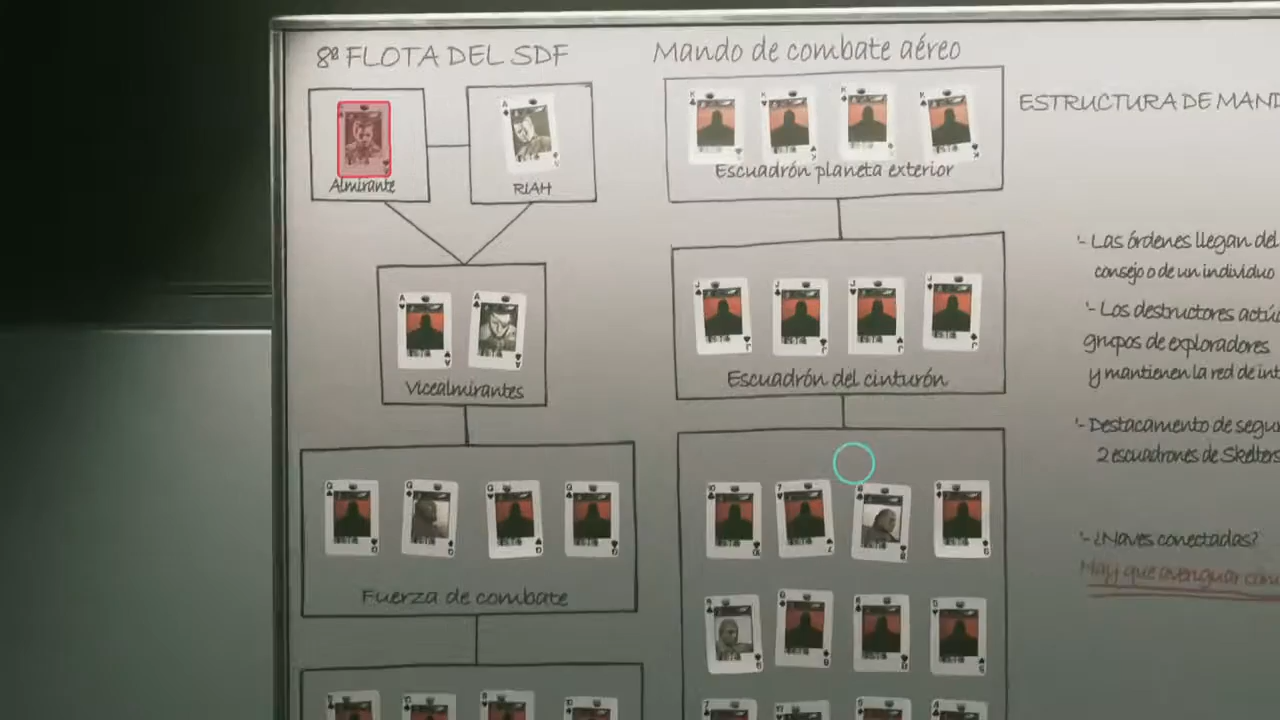 8ª FLOTA DEL SDF
Almirante
RIAH
Vicealmirantes
Fuerza de combate
Mando de combate aéreo
Escuadrón planeta exterior
Escuadrón del cinturón
ESTRUCTURA DE MAND
'- Las órdenes llegan del
consejo o de un individuo
'- Los destructores actú
grupos de exploradores
y mantienen la red de int
'- Destacamento de segu
2 escuadrones de Skelters
'- ¿Naves conectadas?
Hay que averiguar